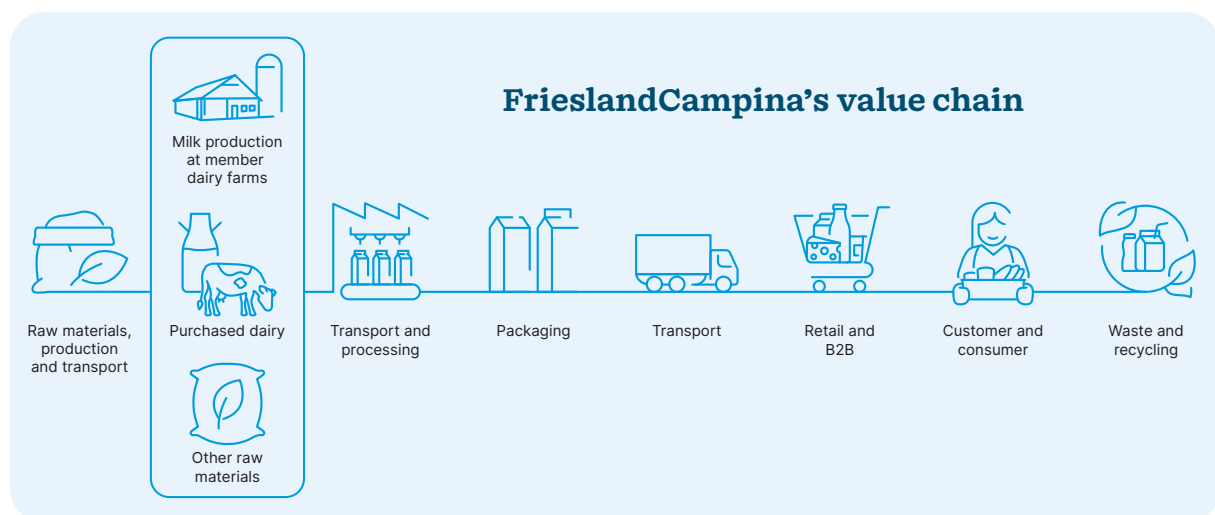 FrieslandCampina’s value chain
Raw materials,
production
and transport
Milk production
at member
dairy farms
Purchased dairy
Other raw
materials
Transport and
processing
Packaging
Transport
Retail and
B2B
Customer and
consumer
Waste and
recycling